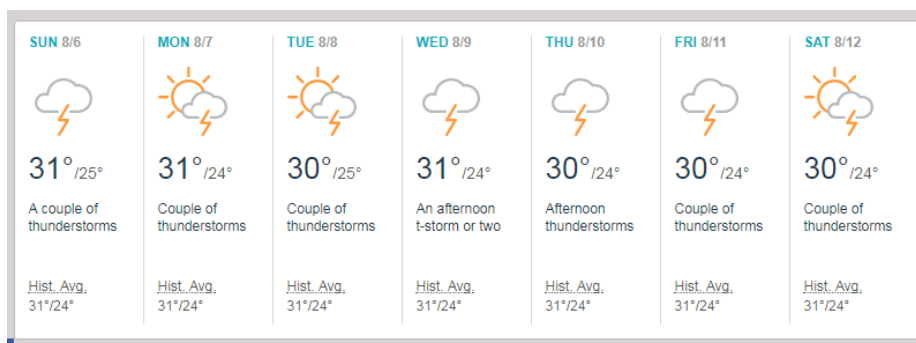 SUN 8/6
31°/25°
A couple of
thunderstorms
Hist. Avg.
31°/24°
MON 8/7
31°/24°
Couple of
thunderstorms
Hist. Avg.
31°/24°
TUE 8/8
30°/25°
Couple of
thunderstorms
Hist. Avg.
31°/24°
WED 8/9
31°/24°
An afternoon
t-storm or two
Hist. Avg.
31°/24°
THU 8/10
30°/24°
Afternoon
thunderstorms
Hist. Avg.
31°/24°
FRI 8/11
30°/24°
Couple of
thunderstorms
Hist. Avg.
31°/24°
SAT 8/12
30°/24°
Couple of
thunderstorms
Hist. Avg.
31°/24°